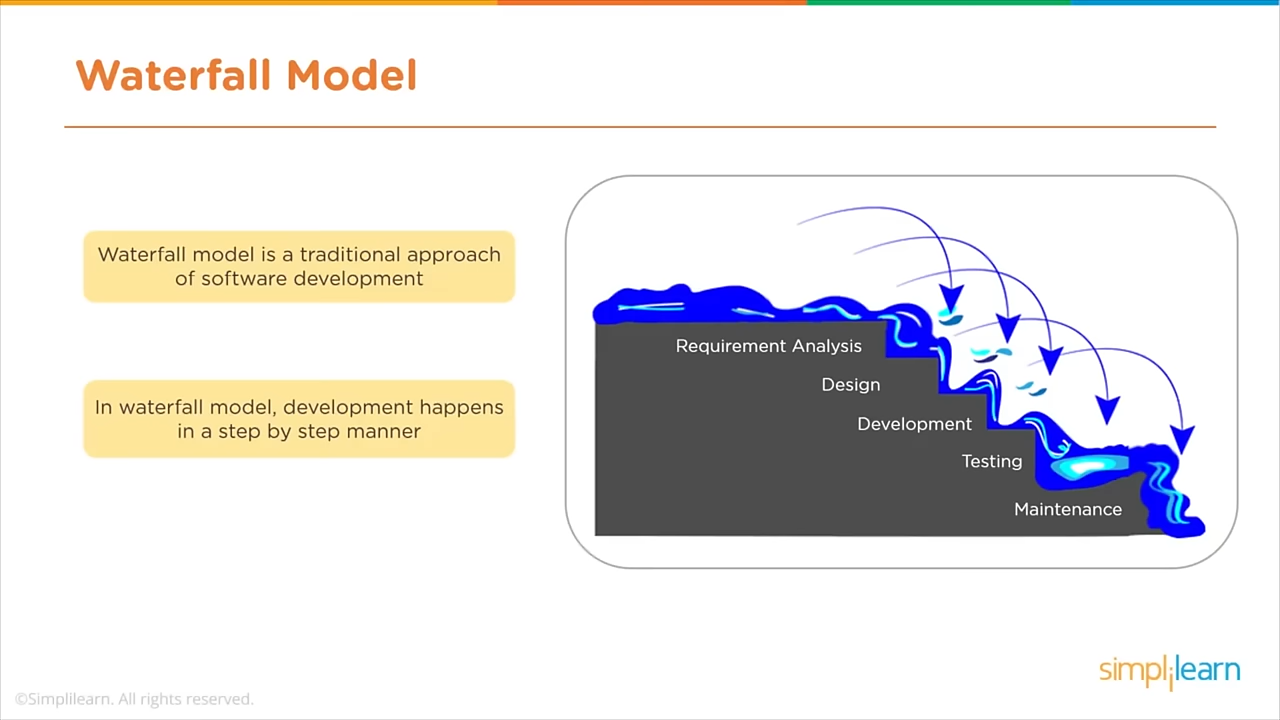 Waterfall Model
Waterfall model is a traditional approach
of software development
In waterfall model, development happens
in a step by step manner
Requirement Analysis
Design
Development
Testing
Maintenance
simplilearn
©Simplilearn. All rights reserved.